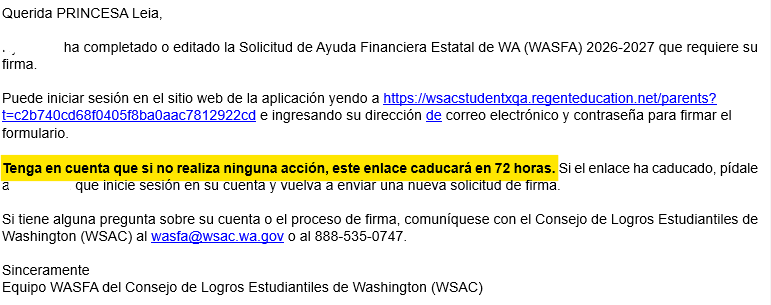 Querida PRINCESA Leia,
ha completado o editado la Solicitud de Ayuda Financiera Estatal de WA (WASFA) 2026-2027 que requiere su
firma.
Puede iniciar sesión en el sitio web de la aplicación yendo a https://wsacstudentxqa.regenteducation.net/parents?
t=c2b740cd68f0405f8ba0aac7812922cd e ingresando su dirección de correo electrónico y contraseña para firmar el
formulario.
Tenga en cuenta que si no realiza ninguna acción, este enlace caducará en 72 horas. Si el enlace ha caducado, pídale
a que inicie sesión en su cuenta y vuelva a enviar una nueva solicitud de firma.
Si tiene alguna pregunta sobre su cuenta o el proceso de firma, comuníquese con el Consejo de Logros Estudiantiles de
Washington (WSAC) al wasfa@wsac.wa.gov o al 888-535-0747.
Sinceramente
Equipo WASFA del Consejo de Logros Estudiantiles de Washington (WSAC)